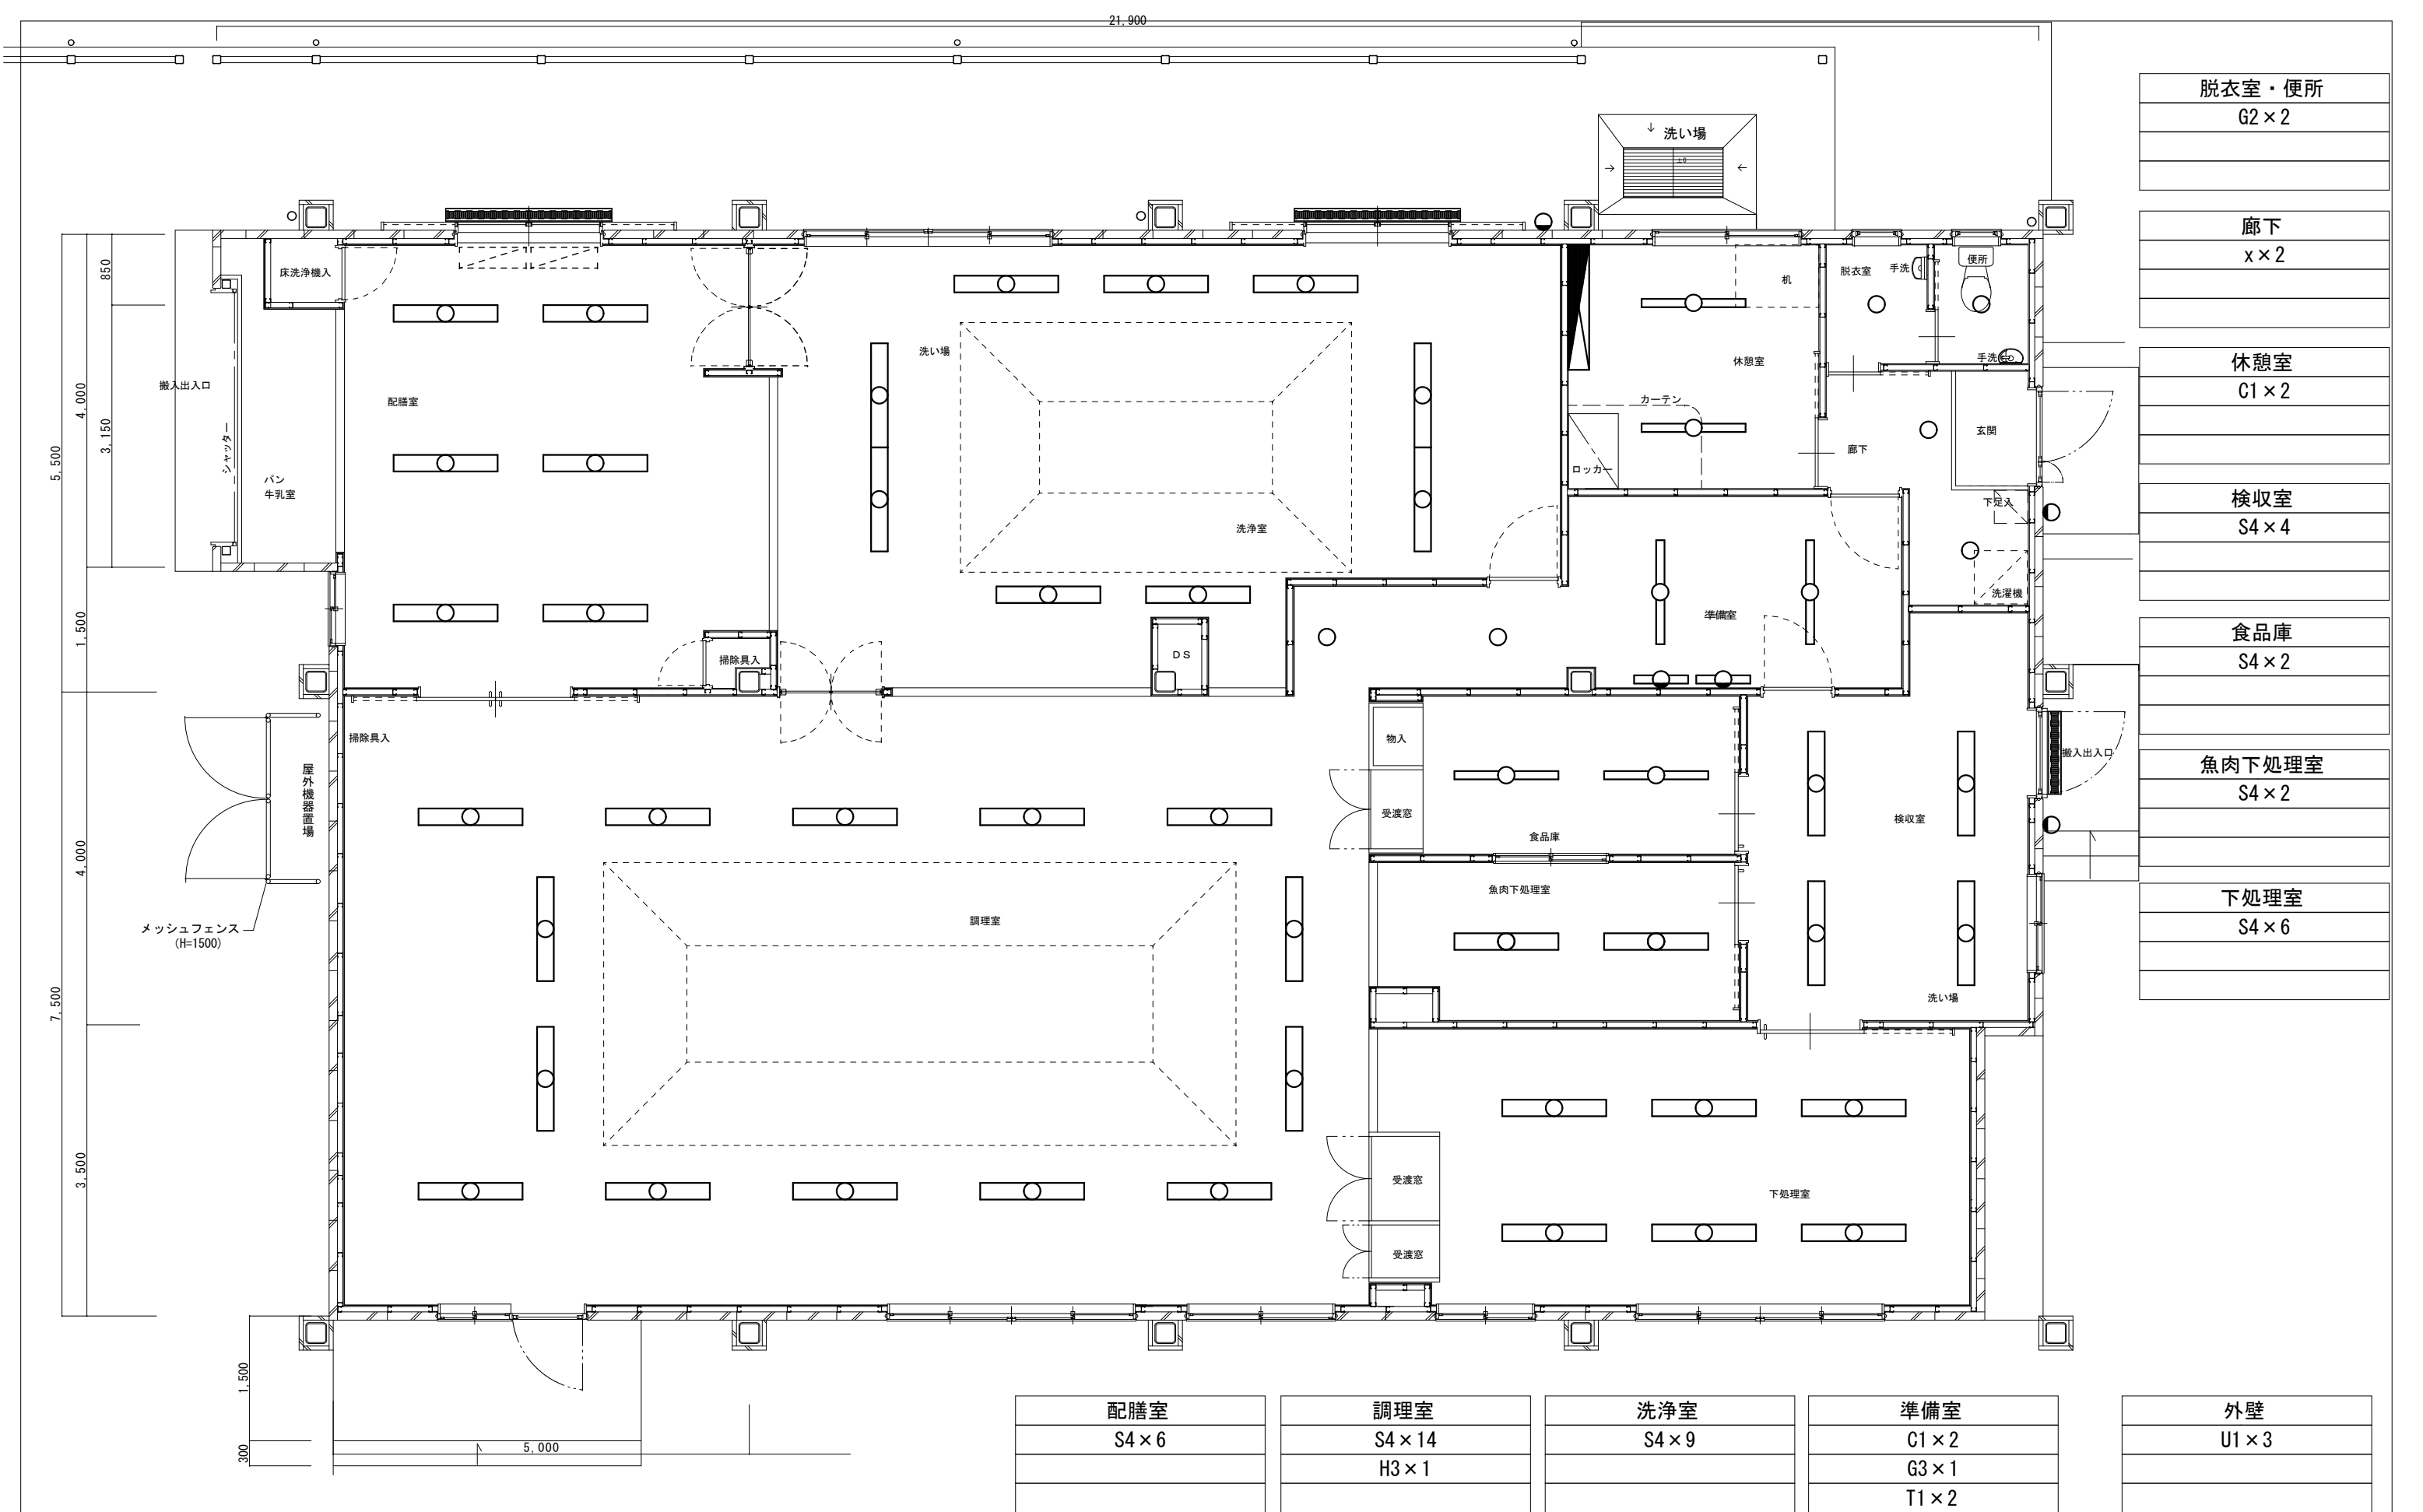 21,900
脱衣室・便所
G2×2
廊下
x×2
休憩室
C1×2
検収室
S4×4
食品庫
S4×2
魚肉下処理室
S4×2
下処理室
S4×6
洗い場
±0
床洗浄機入
850
4,000
3,150
5,500
搬入出入口
シャッター
パン
牛乳室
配膳室
洗い場
洗浄室
机
休憩室
カーテン
ロッカー
脱衣室
手洗
便所
手洗
廊下
玄関
下足入
洗濯機
1,500
掃除具入
DS
準備室
掃除具入
屋外機器置場
メッシュフェンス
(H=1500)
4,000
7,500
3,500
調理室
物入
受渡窓
食品庫
魚肉下処理室
検収室
搬入出入口
洗い場
受渡窓
受渡窓
下処理室
1,500
300
5,000
配膳室
S4×6
調理室
S4×14
H3×1
洗浄室
S4×9
準備室
C1×2
G3×1
T1×2
外壁
U1×3